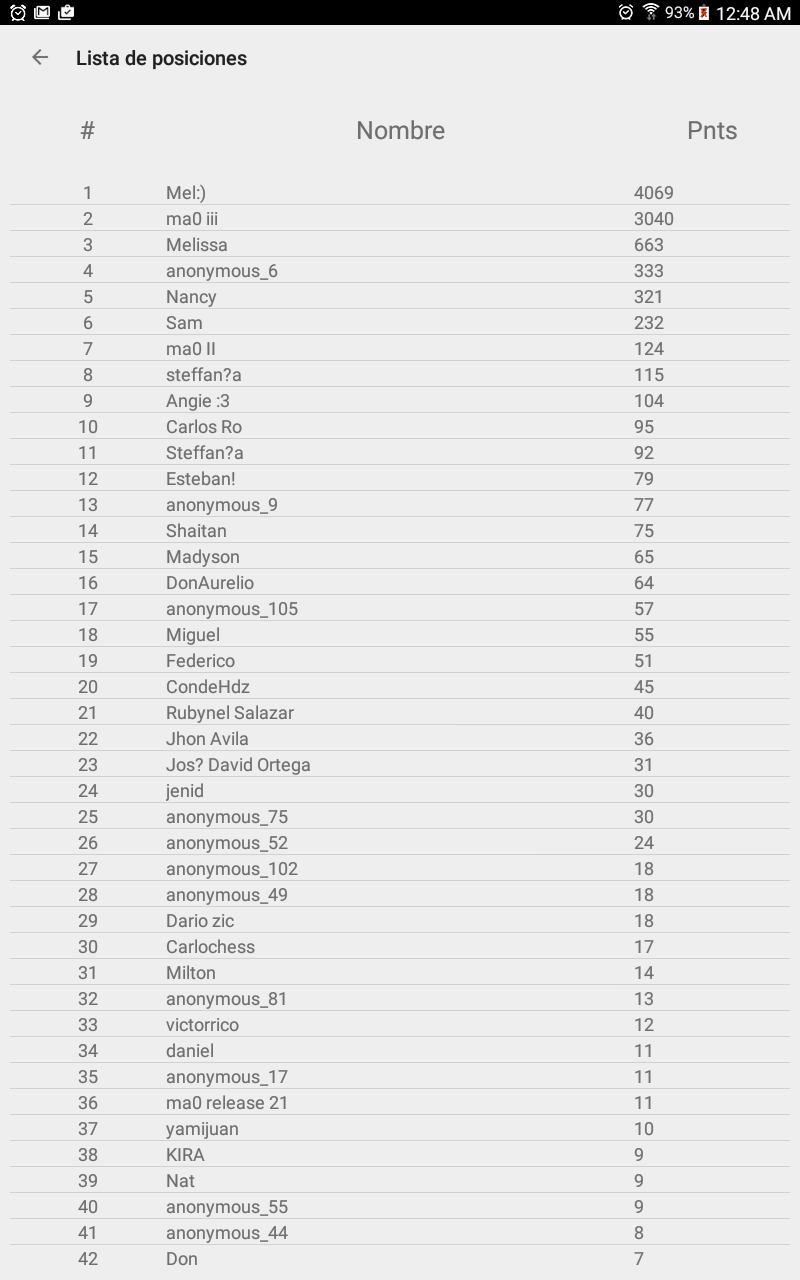 93% 12:48 AM
Lista de posiciones
# Nombre Pnts
1 Mel:) 4069
2 ma0 iii 3040
3 Melissa 663
4 anonymous_6 333
5 Nancy 321
6 Sam 232
7 ma0 II 124
8 steffan?a 115
9 Angie :3 104
10 Carlos Ro 95
11 Steffan?a 92
12 Esteban! 79
13 anonymous_9 77
14 Shaitan 75
15 Madyson 65
16 DonAurelio 64
17 anonymous_105 57
18 Miguel 55
19 Federico 51
20 CondeHdz 45
21 Rubynel Salazar 40
22 Jhon Avila 36
23 Jos? David Ortega 31
24 jenid 30
25 anonymous_75 30
26 anonymous_52 24
27 anonymous_102 18
28 anonymous_49 18
29 Dario zic 18
30 Carlochess 17
31 Milton 14
32 anonymous_81 13
33 victorrico 12
34 daniel 11
35 anonymous_17 11
36 ma0 release 21 11
37 yamijuan 10
38 KIRA 9
39 Nat 9
40 anonymous_55 9
41 anonymous_44 8
42 Don 7